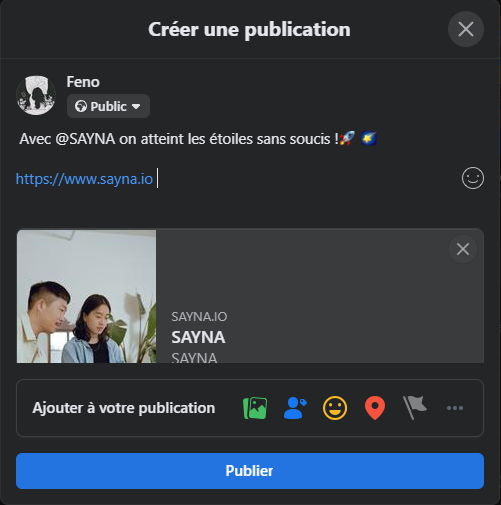 Créer une publication
Feno
Public
Avec @SAYNA on atteint les étoiles sans soucis !🚀 🌠
https://www.sayna.io
SAYNA.IO
SAYNA
SAYNA
Ajouter à votre publication
Publier